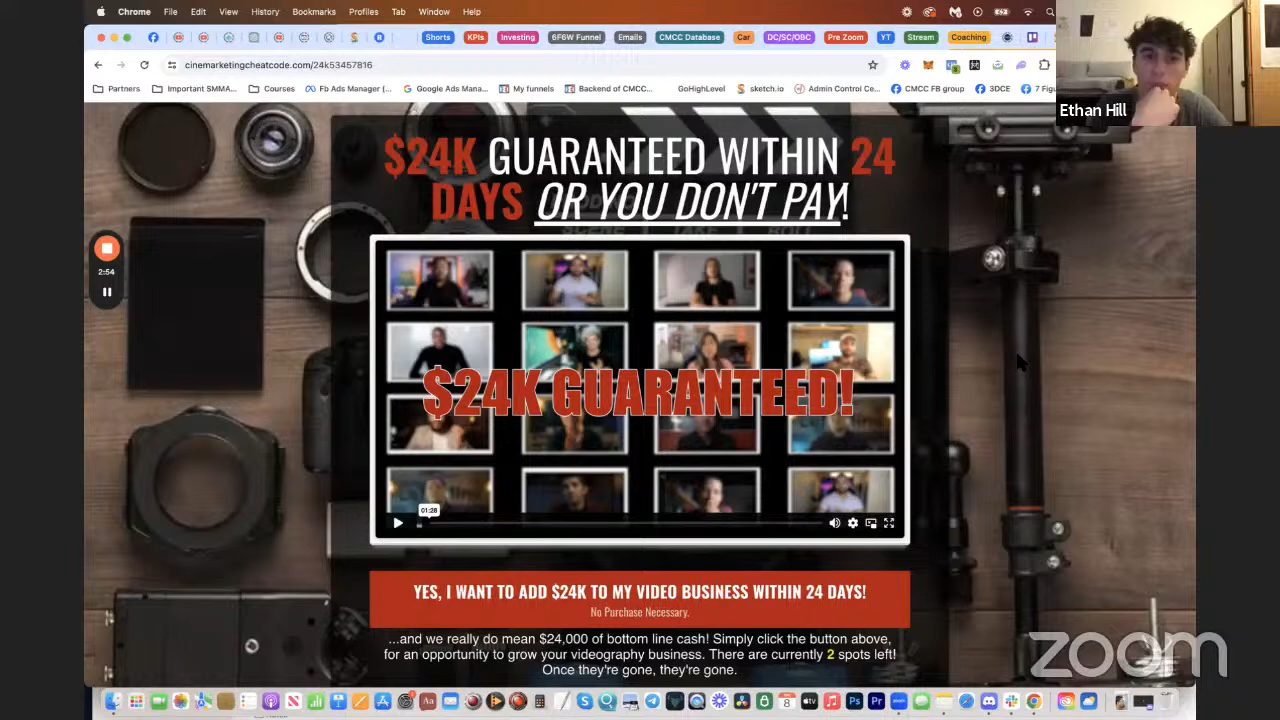 Chrome File Edit View History Bookmarks Profiles Tab Window Help
Shorts KPIs Investing 6F6W Funnel Emails CMCC Database Car DC/SC/OBC Pre Zoom YT Stream Coaching
cinemarketingcheatcode.com/24k53457816
Partners Important SMMA... Courses Fb Ads Manager (... Google Ads Mana... My funnels Backend of CMCC... GoHighLevel sketch.io Admin Control Ce... CMCC FB group 3DCE 7 Figu
Ethan Hill
$24K GUARANTEED WITHIN 24
DAYS OR YOU DON'T PAY!
SCENE TAKE ROLL
2:54
$24K GUARANTEED!
01:28
YES, I WANT TO ADD $24K TO MY VIDEO BUSINESS WITHIN 24 DAYS!
No Purchase Necessary.
...and we really do mean $24,000 of bottom line cash! Simply click the button above,
for an opportunity to grow your videography business. There are currently 2 spots left!
Once they're gone, they're gone.
zoom